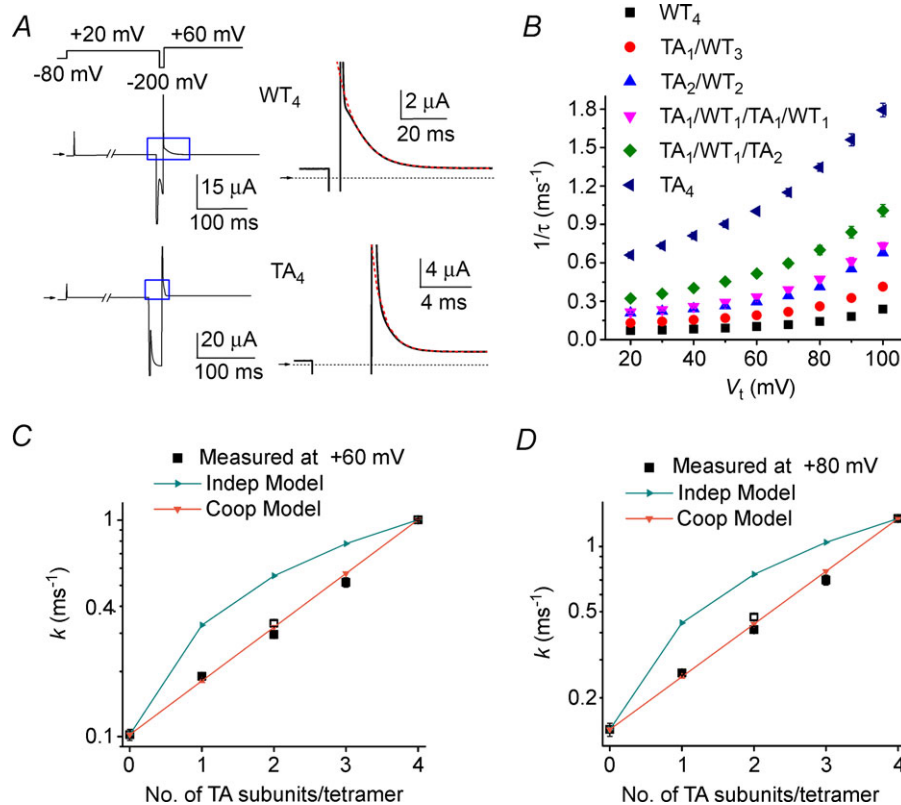 A
+20 mV
+60 mV
-80 mV
-200 mV
15 µA
100 ms
WT4
2 µA
20 ms
20 µA
100 ms
TA4
4 µA
4 ms
B
WT4
TA1/WT3
TA2/WT2
TA1/WT1/TA1/WT1
TA1/WT1/TA2
TA4
1/τ (ms-1)
1.8
1.5
1.2
0.9
0.6
0.3
0.0
20 40 60 80 100
Vt (mV)
C
Measured at +60 mV
Indep Model
Coop Model
k (ms-1)
1
0.4
0.1
0 1 2 3 4
No. of TA subunits/tetramer
D
Measured at +80 mV
Indep Model
Coop Model
k (ms-1)
1
0.5
0.2
0 1 2 3 4
No. of TA subunits/tetramer